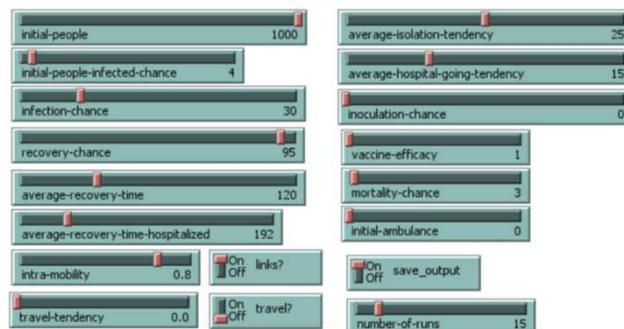 initial-people 1000
initial-people-infected-chance 4
infection-chance 30
recovery-chance 95
average-recovery-time 120
average-recovery-time-hospitalized 192
intra-mobility 0.8
On
Off
links?
travel-tendency 0.0
On
Off
travel?
average-isolation-tendency 25
average-hospital-going-tendency 15
inoculation-chance 0
vaccine-efficacy 1
mortality-chance 3
initial-ambulance 0
On
Off
save_output
number-of-runs 15